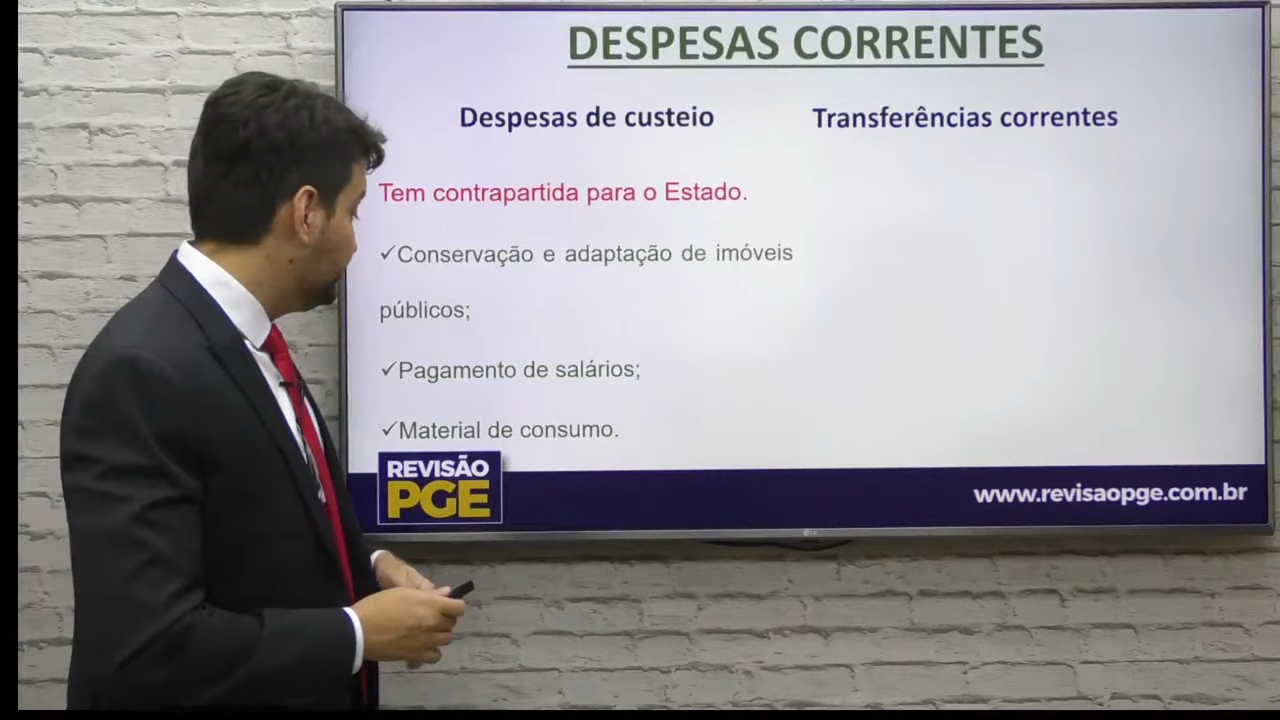 DESPESAS CORRENTES
Despesas de custeio
Transferências correntes
Tem contrapartida para o Estado.
✓Conservação e adaptação de imóveis
públicos;
✓Pagamento de salários;
✓Material de consumo.
REVISÃO
PGE
www.revisaopge.com.br
LG